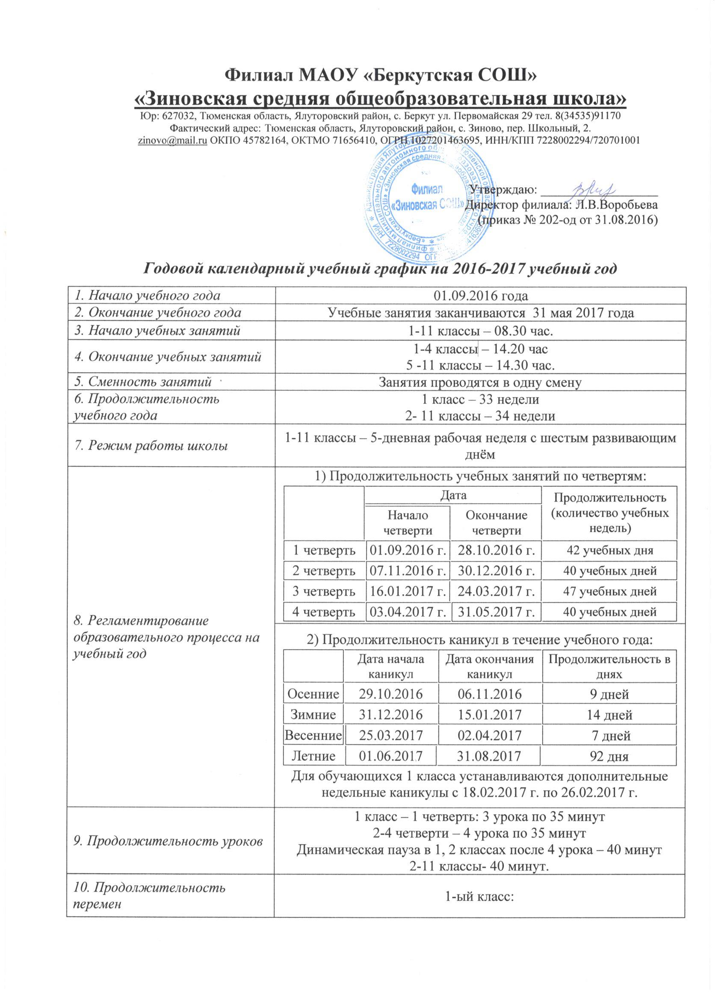 Филиал МАОУ «Беркутская СОШ»
«Зиновская средняя общеобразовательная школа»
Юр: 627032, Тюменская область, Ялуторовский район, с. Беркут ул. Первомайская 29 тел. 8(34535)91170
Фактический адрес: Тюменская область, Ялуторовский район, с. Зиново, пер. Школьный, 2.
zinovo@mail.ru ОКПО 45782164, ОКТМО 71656410, ОГРН 1027201463695, ИНН/КПП 7228002294/720701001
Филиал
«Зиновская СОШ»
ИНН 7228002294
Утверждаю:
Директор филиала: Л.В.Воробьева
(приказ № 202-од от 31.08.2016)
Годовой календарный учебный график на 2016-2017 учебный год
1. Начало учебного года 01.09.2016 года
2. Окончание учебного года Учебные занятия заканчиваются 31 мая 2017 года
3. Начало учебных занятий 1-11 классы – 08.30 час.
4. Окончание учебных занятий
1-4 классы – 14.20 час
5 -11 классы – 14.30 час.
5. Сменность занятий Занятия проводятся в одну смену
6. Продолжительность
учебного года
1 класс – 33 недели
2- 11 классы – 34 недели
7. Режим работы школы
1-11 классы – 5-дневная рабочая неделя с шестым развивающим
днём
8. Регламентирование
образовательного процесса на
учебный год
1) Продолжительность учебных занятий по четвертям:
Дата
Начало
четверти
Окончание
четверти
Продолжительность
(количество учебных
недель)
1 четверть 01.09.2016 г. 28.10.2016 г. 42 учебных дня
2 четверть 07.11.2016 г. 30.12.2016 г. 40 учебных дней
3 четверть 16.01.2017 г. 24.03.2017 г. 47 учебных дней
4 четверть 03.04.2017 г. 31.05.2017 г. 40 учебных дней
2) Продолжительность каникул в течение учебного года:
Дата начала
каникул
Дата окончания
каникул
Продолжительность в
днях
Осенние 29.10.2016 06.11.2016 9 дней
Зимние 31.12.2016 15.01.2017 14 дней
Весенние 25.03.2017 02.04.2017 7 дней
Летние 01.06.2017 31.08.2017 92 дня
Для обучающихся 1 класса устанавливаются дополнительные
недельные каникулы с 18.02.2017 г. по 26.02.2017 г.
9. Продолжительность уроков
1 класс – 1 четверть: 3 урока по 35 минут
2-4 четверти – 4 урока по 35 минут
Динамическая пауза в 1, 2 классах после 4 урока – 40 минут
2-11 классы- 40 минут.
10. Продолжительность
перемен
1-ый класс: